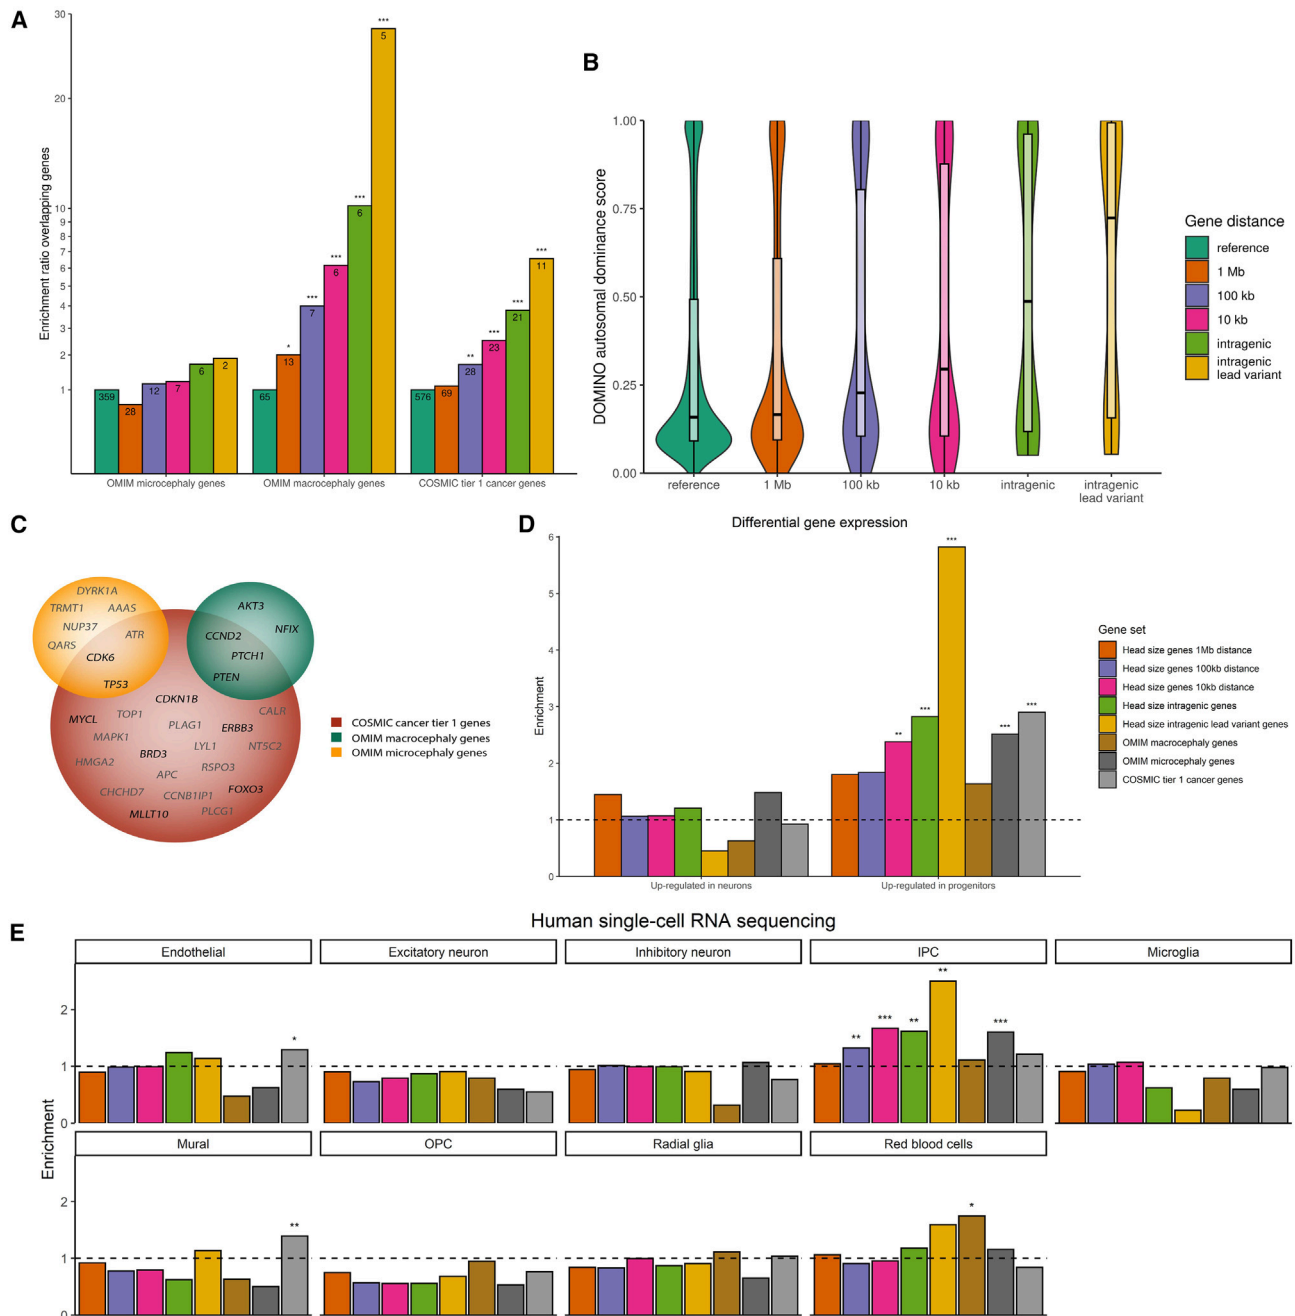 A
Enrichment ratio overlapping genes
30
20
10
9
8
7
6
5
4
3
2
1
359
28
12
7
6
2
*
***
***
***
***
65
13
7
6
6
5
**
***
***
***
576
69
28
23
21
11
OMIM microcephaly genes
OMIM macrocephaly genes
COSMIC tier 1 cancer genes
B
DOMINO autosomal dominance score
1.00
0.75
0.50
0.25
0.00
reference
1 Mb
100 kb
10 kb
intragenic
intragenic
lead variant
Gene distance
reference
1 Mb
100 kb
10 kb
intragenic
intragenic
lead variant
C
DYRK1A
TRMT1
AAAS
NUP37
ATR
QARS
CDK6
TP53
AKT3
NFIX
CCND2
PTCH1
PTEN
CDKN1B
MYCL
TOP1
CALR
PLAG1
ERBB3
MAPK1
LYL1
NT5C2
BRD3
HMGA2
RSPO3
APC
CHCHD7
CCNB1IP1
FOXO3
MLLT10
PLCG1
COSMIC cancer tier 1 genes
OMIM macrocephaly genes
OMIM microcephaly genes
D
Differential gene expression
Enrichment
6
5
4
3
2
1
0
**
***
***
***
***
Up-regulated in neurons
Up-regulated in progenitors
Gene set
Head size genes 1Mb distance
Head size genes 100kb distance
Head size genes 10kb distance
Head size intragenic genes
Head size intragenic lead variant genes
OMIM macrocephaly genes
OMIM microcephaly genes
COSMIC tier 1 cancer genes
E
Human single-cell RNA sequencing
Enrichment
Endothelial
Excitatory neuron
Inhibitory neuron
IPC
Microglia
2
1
0
*
**
***
**
**
***
Mural
OPC
Radial glia
Red blood cells
2
1
0
**
*